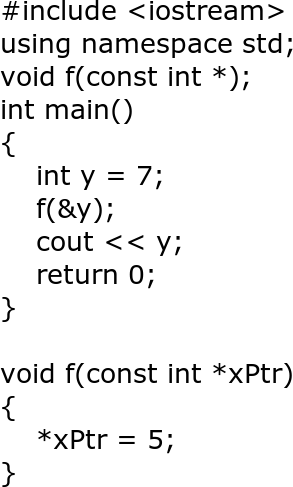 #include <iostream>
using namespace std;
void f(const int *);
int main()
{
int y = 7;
f(&y);
cout << y;
return 0;
}
void f(const int *xPtr)
{
*xPtr = 5;
}